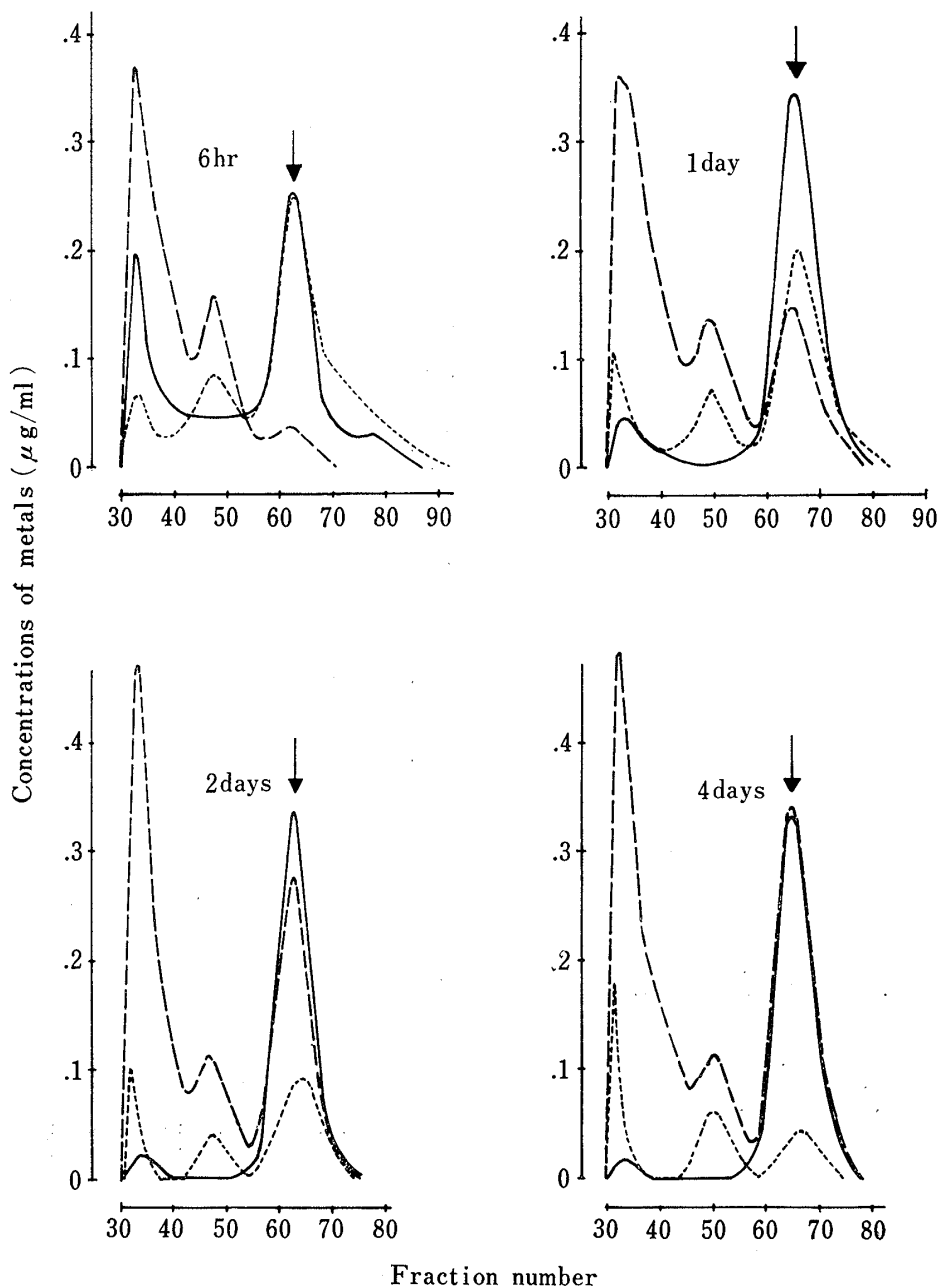 Concentrations of metals (μg/ml)
6hr
.4
.3
.2
.1
0
30 40 50 60 70 80 90
1day
.4
.3
.2
.1
0
30 40 50 60 70 80 90
2days
.4
.3
.2
.1
0
30 40 50 60 70 80
4days
.4
.3
.2
.1
0
30 40 50 60 70 80
Fraction number